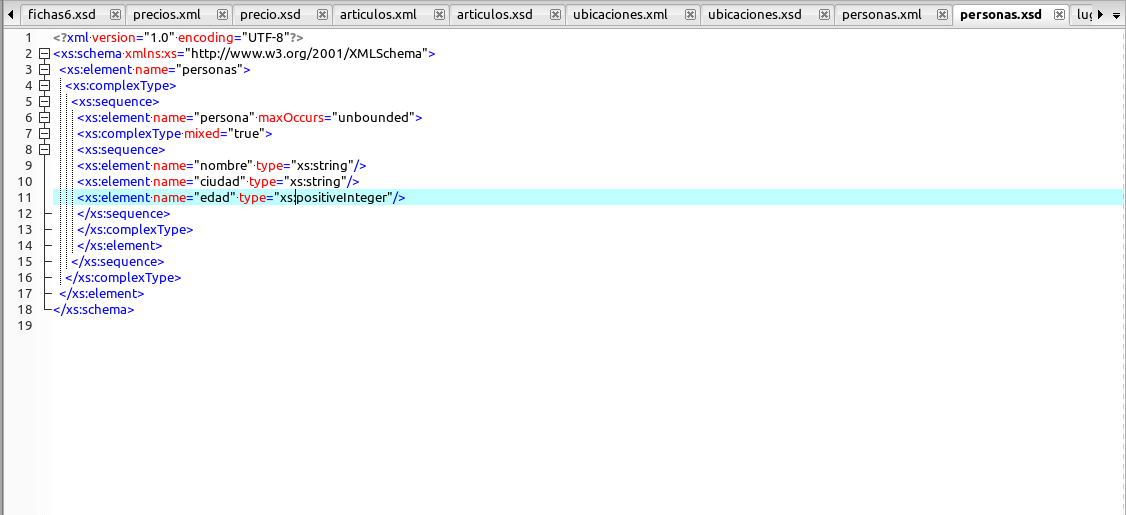 fichas6.xsd precios.xml precio.xsd articulos.xml articulos.xsd ubicaciones.xml ubicaciones.xsd personas.xml personas.xsd lug
1 <?xml version="1.0" encoding="UTF-8"?>
2 <xs:schema xmlns:xs="http://www.w3.org/2001/XMLSchema">
3 <xs:element name="personas">
4 <xs:complexType>
5 <xs:sequence>
6 <xs:element name="persona" maxOccurs="unbounded">
7 <xs:complexType mixed="true">
8 <xs:sequence>
9 <xs:element name="nombre" type="xs:string"/>
10 <xs:element name="ciudad" type="xs:string"/>
11 <xs:element name="edad" type="xs:positiveInteger"/>
12 </xs:sequence>
13 </xs:complexType>
14 </xs:element>
15 </xs:sequence>
16 </xs:complexType>
17 </xs:element>
18 </xs:schema>
19